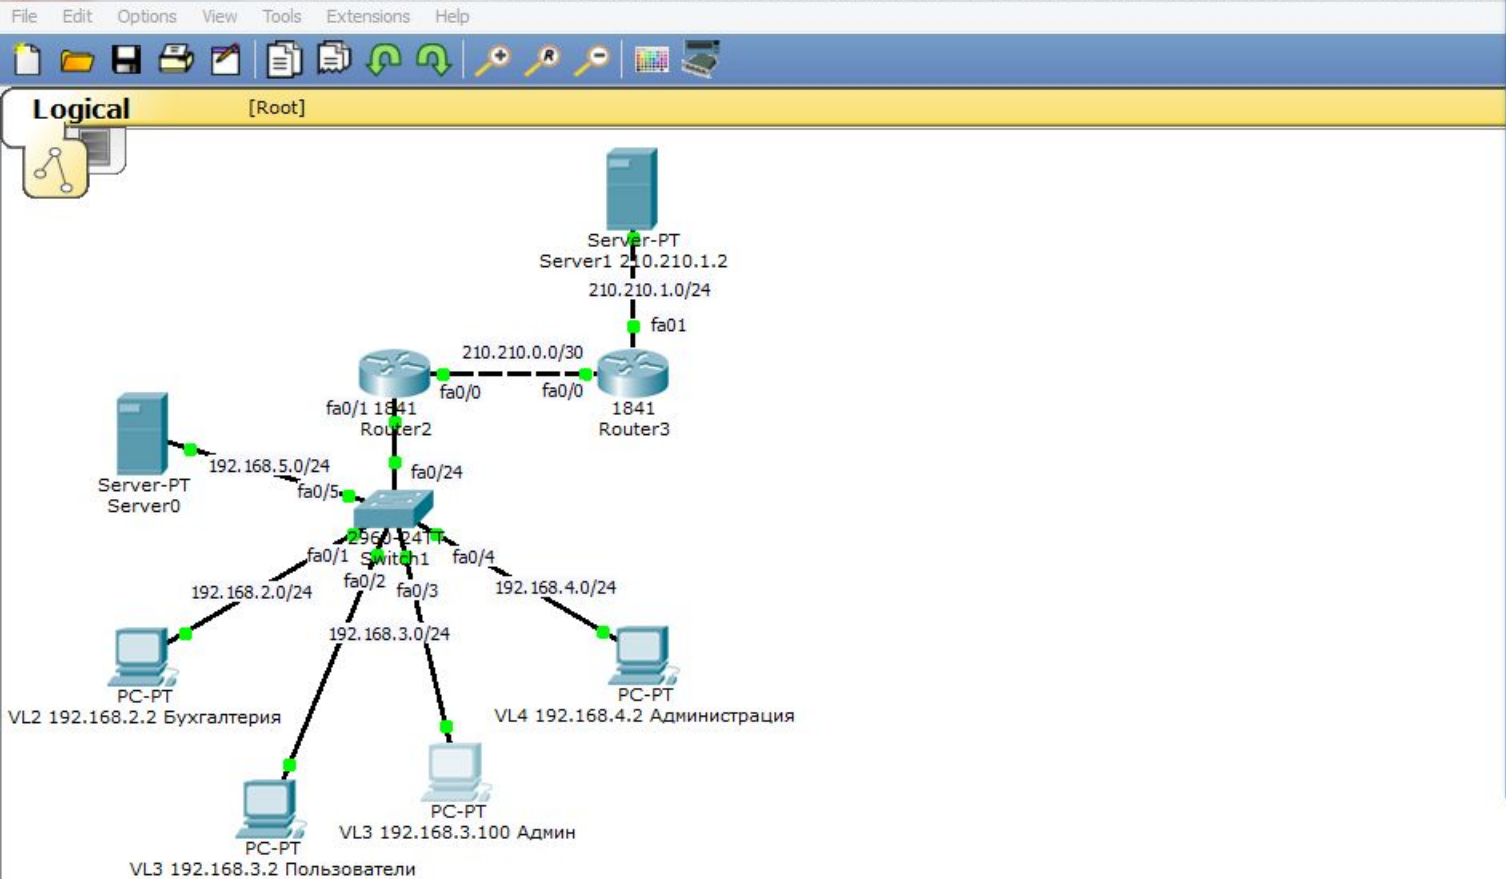 File Edit Options View Tools Extensions Help
R
Logical [Root]
Server-PT
Server1 210.210.1.2
210.210.1.0/24
fa01
210.210.0.0/30
fa0/0
fa0/0
fa0/1 1841
Router2
1841
Router3
fa0/24
192.168.5.0/24
fa0/5
Server-PT
Server0
2960-24TT
Switch1
fa0/1
fa0/2
fa0/3
fa0/4
192.168.2.0/24
192.168.4.0/24
192.168.3.0/24
PC-PT
VL2 192.168.2.2 Бухгалтерия
PC-PT
VL4 192.168.4.2 Администрация
PC-PT
VL3 192.168.3.100 Админ
PC-PT
VL3 192.168.3.2 Пользователи